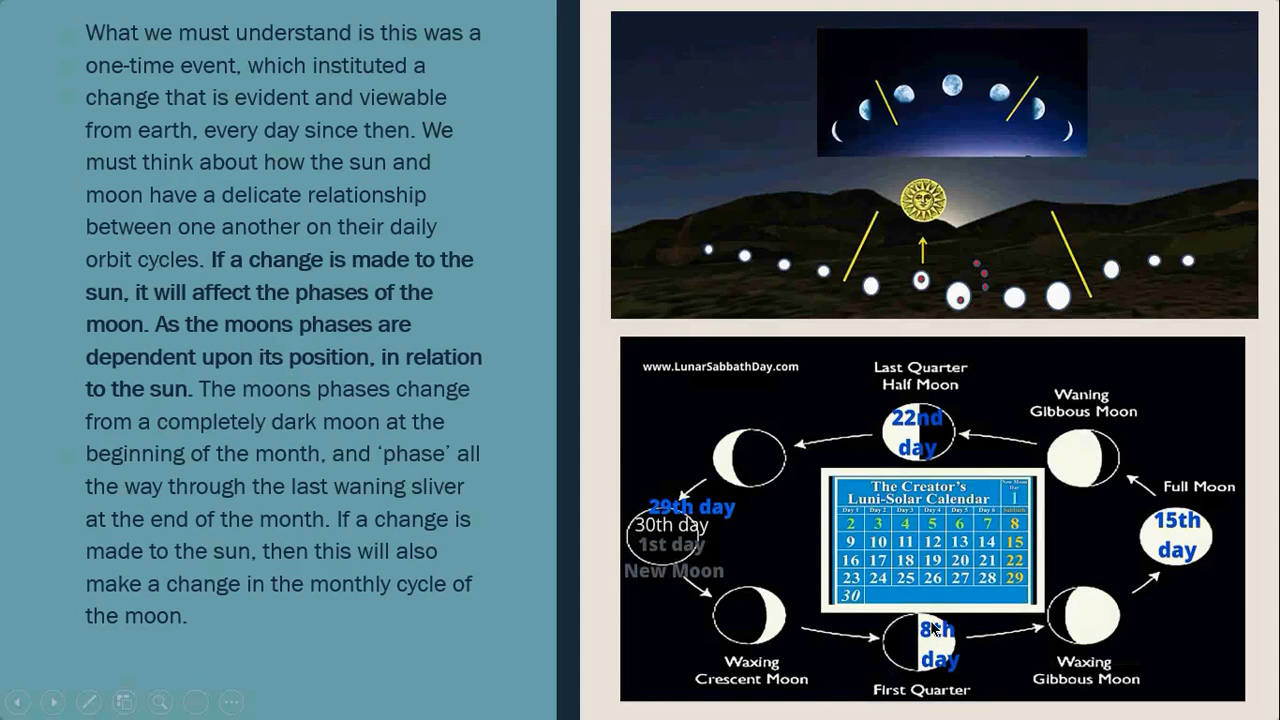 What we must understand is this was a
one-time event, which instituted a
change that is evident and viewable
from earth, every day since then. We
must think about how the sun and
moon have a delicate relationship
between one another on their daily
orbit cycles. If a change is made to the
sun, it will affect the phases of the
moon. As the moons phases are
dependent upon its position, in relation
to the sun. The moons phases change
from a completely dark moon at the
beginning of the month, and ‘phase’ all
the way through the last waning sliver
at the end of the month. If a change is
made to the sun, then this will also
make a change in the monthly cycle of
the moon.
www.LunarSabbathDay.com
Last Quarter
Half Moon
22nd
day
Waning
Gibbous Moon
Full Moon
15th
day
29th day
30th day
1st day
New Moon
The Creator's
Luni-Solar Calendar
New Moon
Day
1
Day 1 Day 2 Day 3 Day 4 Day 5 Day 6 Sabbath
2 3 4 5 6 7 8
9 10 11 12 13 14 15
16 17 18 19 20 21 22
23 24 25 26 27 28 29
30
8th
day
Waxing
Crescent Moon
First Quarter
Waxing
Gibbous Moon